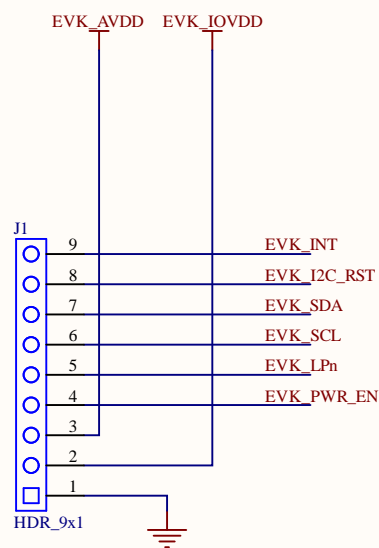 EVK_AVDD EVK_IOVDD
J1
9 EVK_INT
8 EVK_I2C_RST
7 EVK_SDA
6 EVK_SCL
5 EVK_LPn
4 EVK_PWR_EN
3
2
1
HDR_9x1